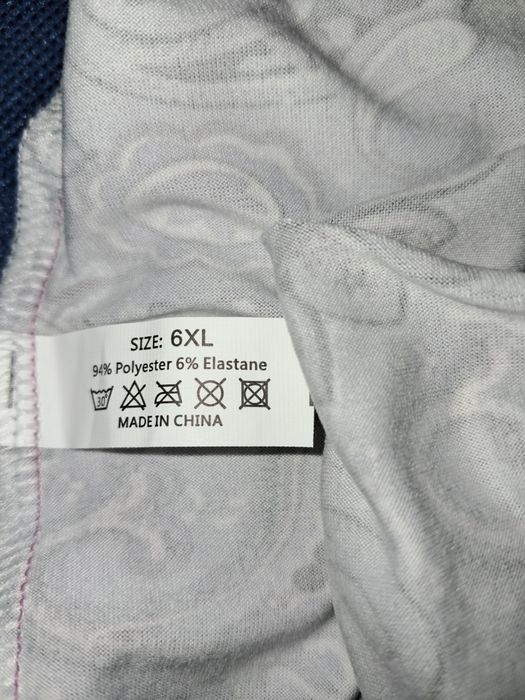 SIZE: 6XL
94% Polyester 6% Elastane
30°
MADE IN CHINA